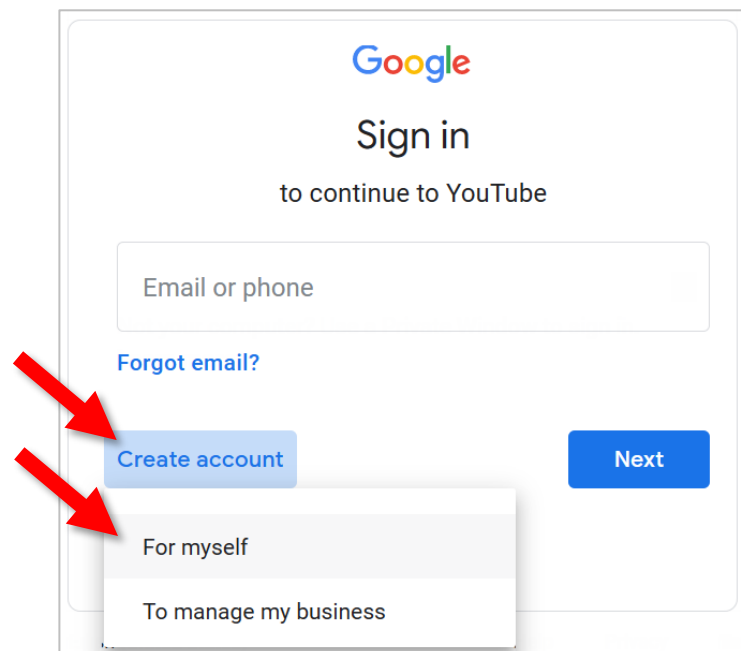 Google
Sign in
to continue to YouTube
Email or phone
Forgot email?
Create account
Next
For myself
To manage my business